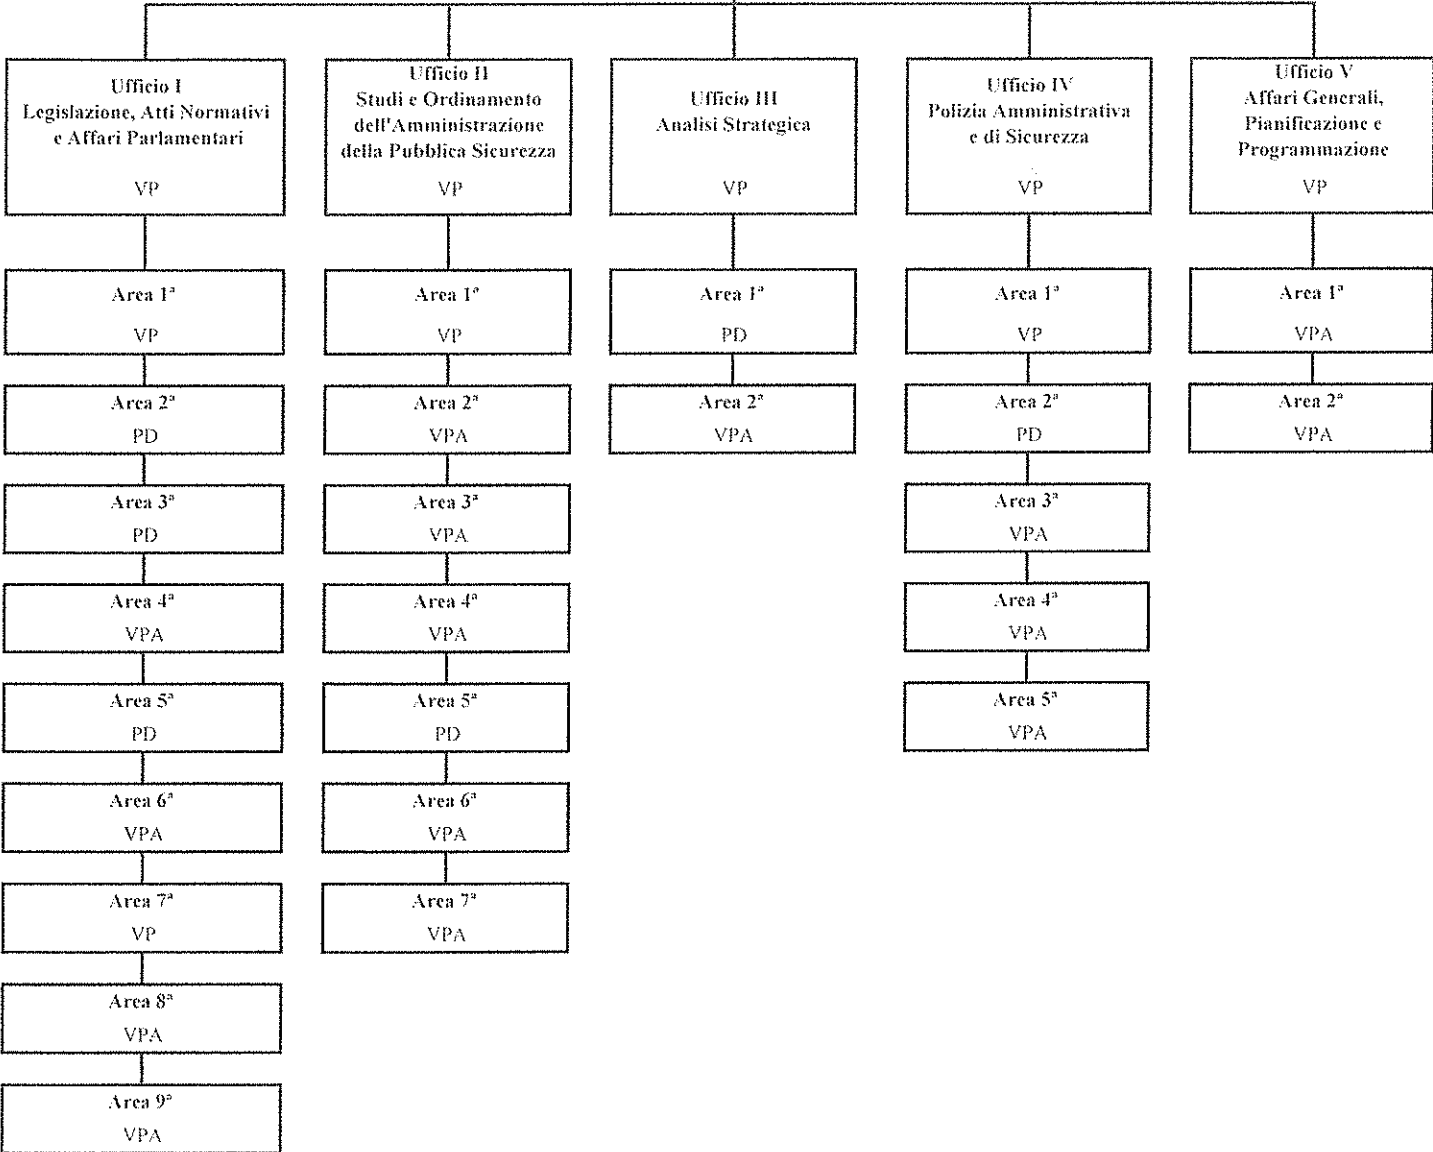 Ufficio I
Legislazione, Atti Normativi
e Affari Parlamentari
VP
Area 1ª
VP
Area 2ª
PD
Area 3ª
PD
Area 4ª
VPA
Area 5ª
PD
Area 6ª
VPA
Area 7ª
VP
Area 8ª
VPA
Area 9ª
VPA
Ufficio II
Studi e Ordinamento
dell'Amministrazione
della Pubblica Sicurezza
VP
Area 1ª
VP
Area 2ª
VPA
Area 3ª
VPA
Area 4ª
VPA
Area 5ª
PD
Area 6ª
VPA
Area 7ª
VPA
Ufficio III
Analisi Strategica
VP
Area 1ª
PD
Area 2ª
VPA
Ufficio IV
Polizia Amministrativa
e di Sicurezza
VP
Area 1ª
VP
Area 2ª
PD
Area 3ª
VPA
Area 4ª
VPA
Area 5ª
VPA
Ufficio V
Affari Generali,
Pianificazione e
Programmazione
VP
Area 1ª
VPA
Area 2ª
VPA